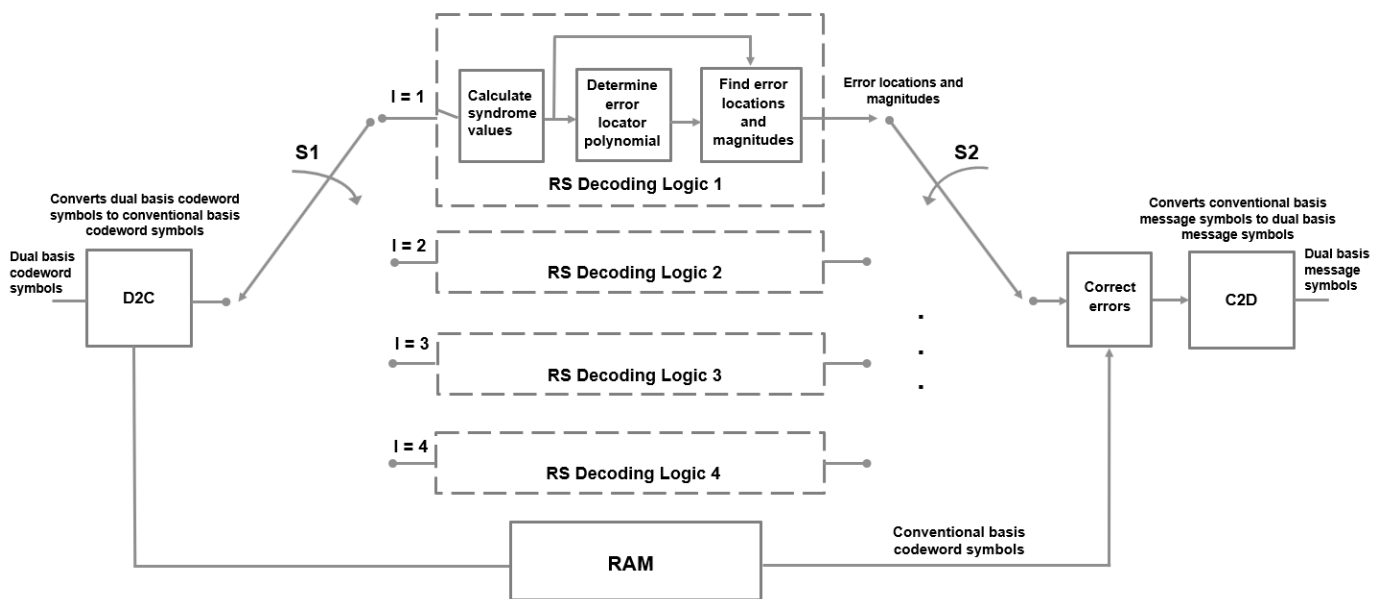 I = 1
Calculate
syndrome
values
Determine
error
locator
polynomial
Find error
locations
and
magnitudes
Error locations and
magnitudes
RS Decoding Logic 1
S1
S2
Converts dual basis codeword
symbols to conventional basis
codeword symbols
Dual basis
codeword
symbols
D2C
I = 2
RS Decoding Logic 2
I = 3
RS Decoding Logic 3
I = 4
RS Decoding Logic 4
.
.
.
Converts conventional basis
message symbols to dual basis
message symbols
Correct
errors
C2D
Dual basis
message
symbols
RAM
Conventional basis
codeword symbols